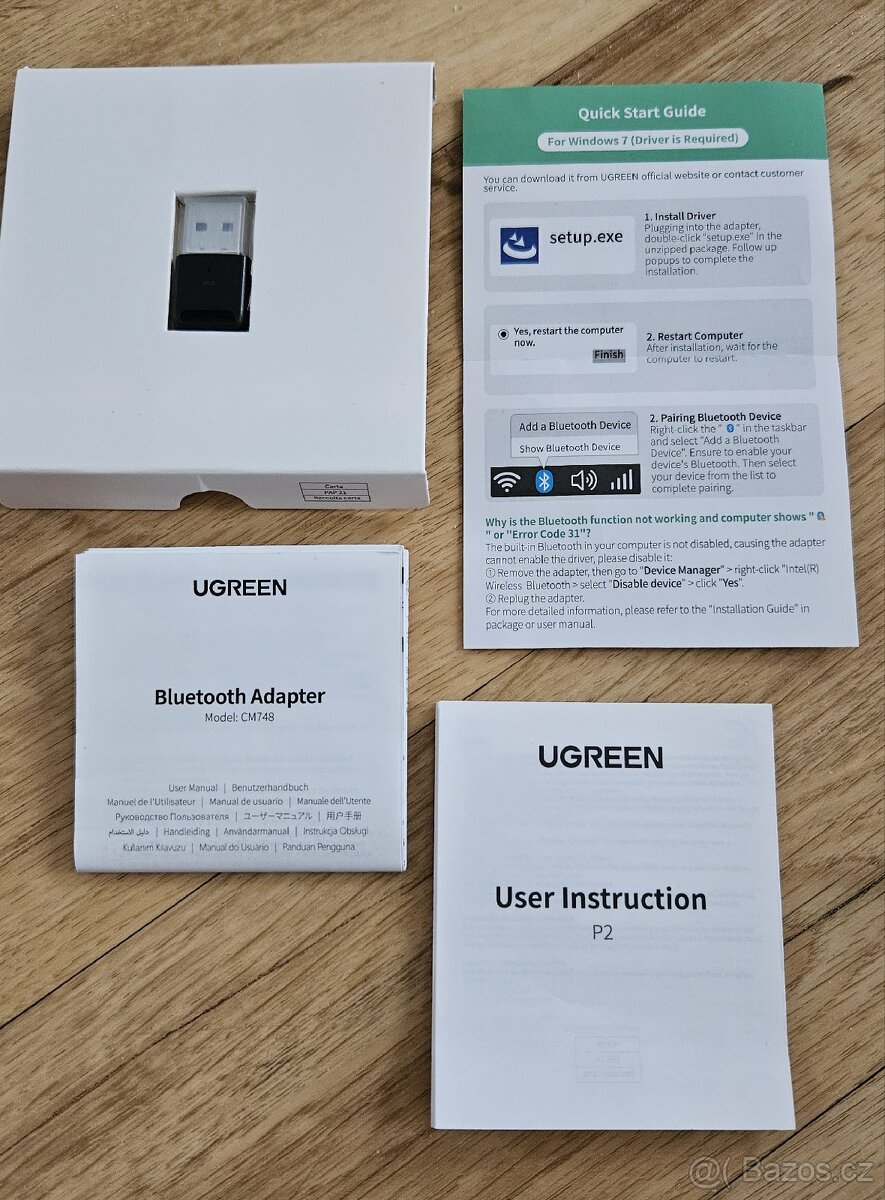 Carta
PAP 21
Raccolta carta
Quick Start Guide
For Windows 7 (Driver is Required)
You can download it from UGREEN official website or contact customer
service.
setup.exe
1. Install Driver
Plugging into the adapter,
double-click "setup.exe" in the
unzipped package. Follow up
popups to complete the
installation.
Yes, restart the computer
now.
Finish
2. Restart Computer
After installation, wait for the
computer to restart.
Add a Bluetooth Device
Show Bluetooth Device
2. Pairing Bluetooth Device
Right-click the " " in the taskbar
and select "Add a Bluetooth
Device". Ensure to enable your
device's Bluetooth. Then select
your device from the list to
complete pairing.
Why is the Bluetooth function not working and computer shows "
" or "Error Code 31"?
The built-in Bluetooth in your computer is not disabled, causing the adapter
cannot enable the driver, please disable it:
① Remove the adapter, then go to "Device Manager" > right-click "Intel(R)
Wireless Bluetooth > select "Disable device" > click "Yes".
② Replug the adapter.
For more detailed information, please refer to the "Installation Guide" in
package or user manual.
UGREEN
Bluetooth Adapter
Model: CM748
User Manual | Benutzerhandbuch
Manuel de l'Utilisateur | Manual de usuario | Manuale dell'Utente
Руководство Пользователя | ユーザーマニュアル | 用户手册
دليل الاستخدام | Handleiding | Användarmanual | Instrukcja Obsługi
Kullanım Kılavuzu | Manual do Usuário | Panduan Pengguna
UGREEN
User Instruction
P2
@( Bazos.cz